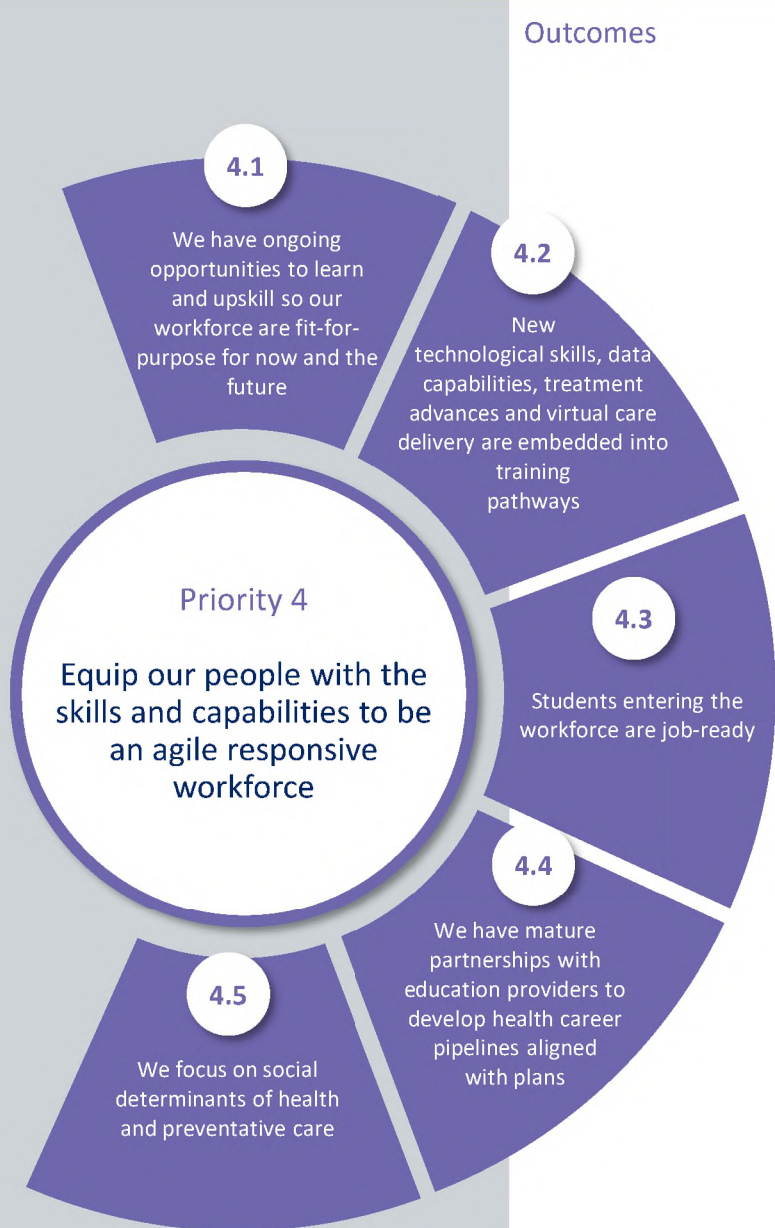 Outcomes
4.1
We have ongoing
opportunities to learn
and upskill so our
workforce are fit-for-
purpose for now and the
future
4.2
New
technological skills, data
capabilities, treatment
advances and virtual care
delivery are embedded into
training
pathways
4.3
Students entering the
workforce are job-ready
Priority 4
Equip our people with the
skills and capabilities to be
an agile responsive
workforce
4.4
We have mature
partnerships with
education providers to
develop health career
pipelines aligned
with plans
4.5
We focus on social
determinants of health
and preventative care